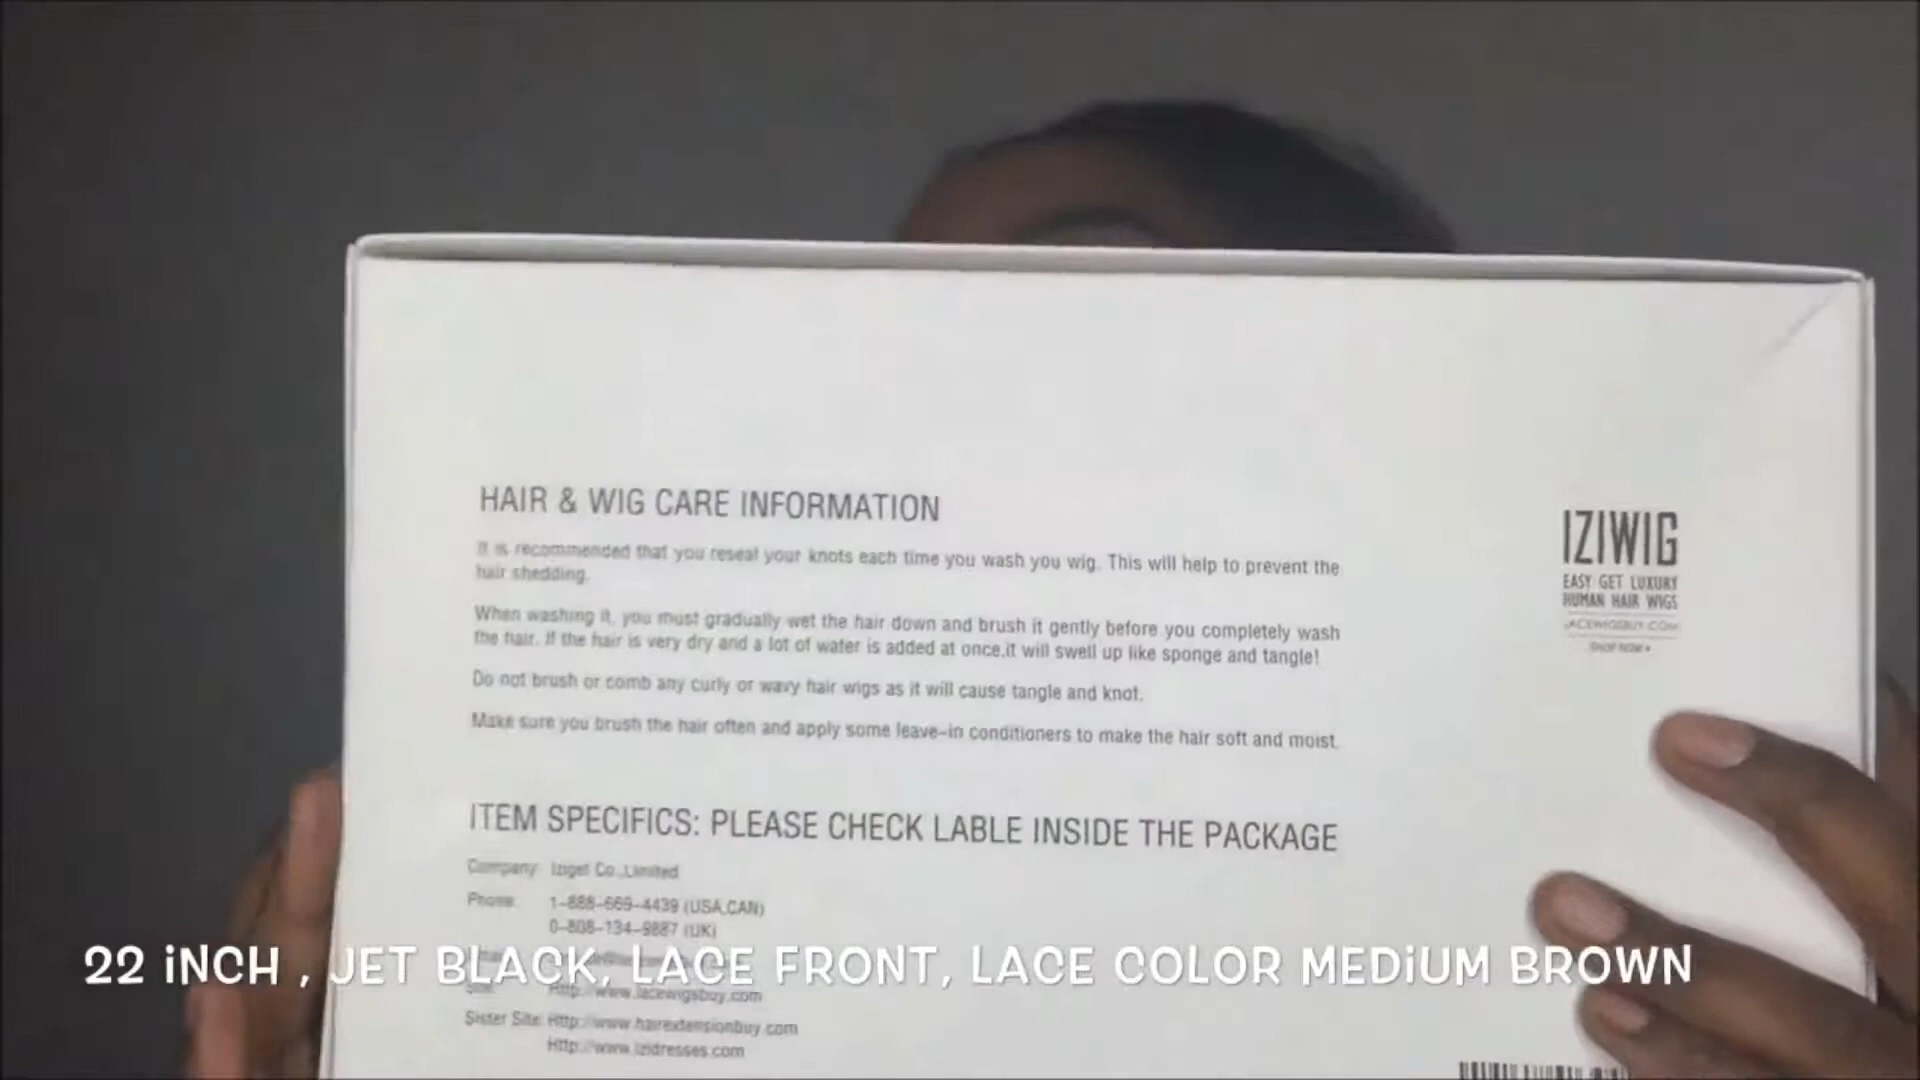 HAIR & WIG CARE INFORMATION
It is recommended that you reseal your knots each time you wash you wig. This will help to prevent the
hair shedding.
When washing it, you must gradually wet the hair down and brush it gently before you completely wash
the hair. If the hair is very dry and a lot of water is added at once,it will swell up like sponge and tangle!
Do not brush or comb any curly or wavy hair wigs as it will cause tangle and knot.
Make sure you brush the hair often and apply some leave-in conditioners to make the hair soft and moist.
IZIWIG
EASY GET LUXURY
HUMAN HAIR WIGS
LACEWIGSBUY.COM
SHOP NOW
ITEM SPECIFICS: PLEASE CHECK LABLE INSIDE THE PACKAGE
Company: Iziget Co.,Limited
Phone: 1-888-669-4439 (USA,CAN)
0-808-134-9887 (UK)
22 iNCH , JET BLACK, LACE FRONT, LACE COLOR MEDiUM BROWN
Http://www.lacewigsbuy.com
Sister Site: Http://www.hairextensionbuy.com
Http://www.izidresses.com